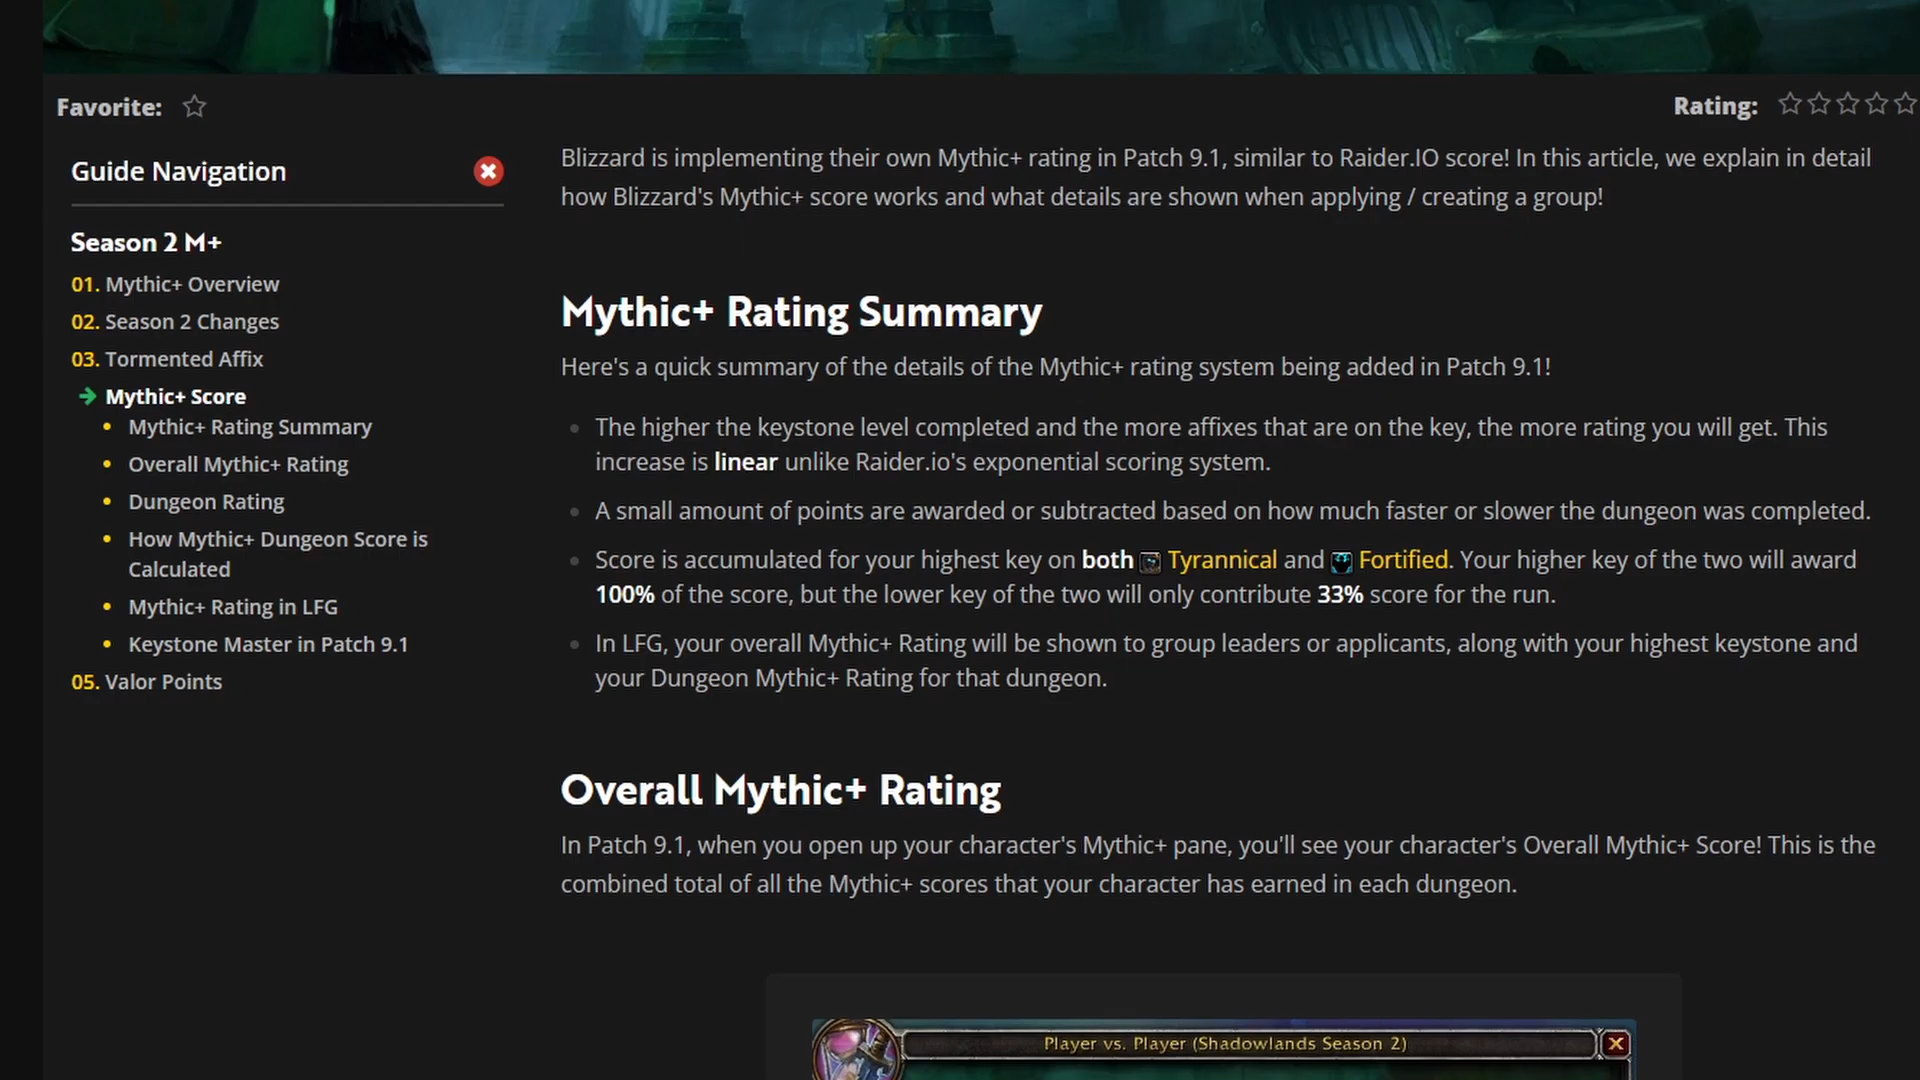 Favorite:
Rating:
Guide Navigation
Season 2 M+
01. Mythic+ Overview
02. Season 2 Changes
03. Tormented Affix
Mythic+ Score
Mythic+ Rating Summary
Overall Mythic+ Rating
Dungeon Rating
How Mythic+ Dungeon Score is
Calculated
Mythic+ Rating in LFG
Keystone Master in Patch 9.1
05. Valor Points
Blizzard is implementing their own Mythic+ rating in Patch 9.1, similar to Raider.IO score! In this article, we explain in detail
how Blizzard's Mythic+ score works and what details are shown when applying / creating a group!
Mythic+ Rating Summary
Here's a quick summary of the details of the Mythic+ rating system being added in Patch 9.1!
The higher the keystone level completed and the more affixes that are on the key, the more rating you will get. This
increase is linear unlike Raider.io's exponential scoring system.
A small amount of points are awarded or subtracted based on how much faster or slower the dungeon was completed.
Score is accumulated for your highest key on both Tyrannical and Fortified. Your higher key of the two will award
100% of the score, but the lower key of the two will only contribute 33% score for the run.
In LFG, your overall Mythic+ Rating will be shown to group leaders or applicants, along with your highest keystone and
your Dungeon Mythic+ Rating for that dungeon.
Overall Mythic+ Rating
In Patch 9.1, when you open up your character's Mythic+ pane, you'll see your character's Overall Mythic+ Score! This is the
combined total of all the Mythic+ scores that your character has earned in each dungeon.
Player vs. Player (Shadowlands Season 2)